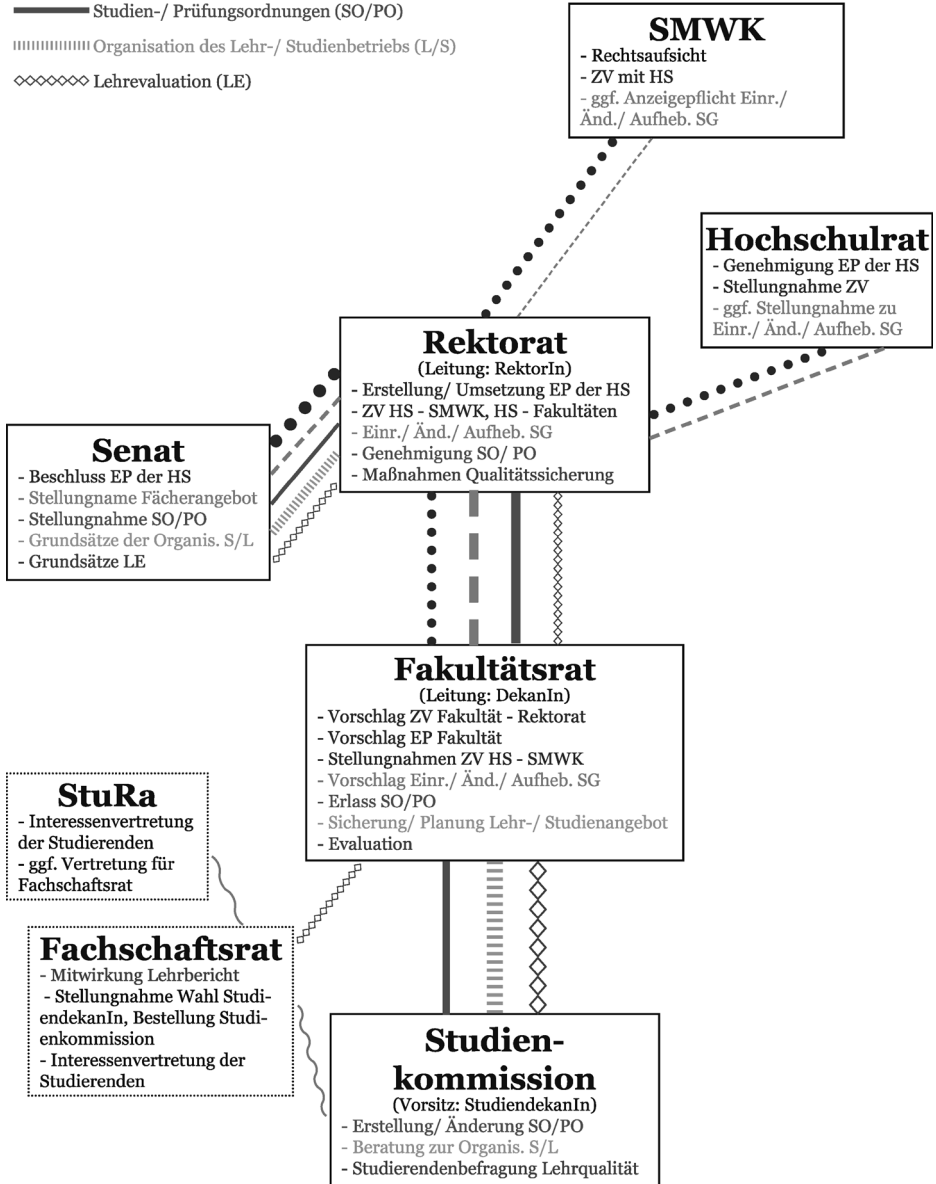 Studien-/ Prüfungsordnungen (SO/PO)
Organisation des Lehr-/ Studienbetriebs (L/S)
Lehrevaluation (LE)
SMWK
- Rechtsaufsicht
- ZV mit HS
- ggf. Anzeigepflicht Einr./
Änd./ Aufheb. SG
Hochschulrat
- Genehmigung EP der HS
- Stellungnahme ZV
- ggf. Stellungnahme zu
Einr./ Änd./ Aufheb. SG
Rektorat
(Leitung: RektorIn)
- Erstellung/ Umsetzung EP der HS
- ZV HS - SMWK, HS - Fakultäten
- Einr./ Änd./ Aufheb. SG
- Genehmigung SO/ PO
- Maßnahmen Qualitätssicherung
Senat
- Beschluss EP der HS
- Stellungname Fächerangebot
- Stellungnahme SO/PO
- Grundsätze der Organis. S/L
- Grundsätze LE
Fakultätsrat
(Leitung: DekanIn)
- Vorschlag ZV Fakultät - Rektorat
- Vorschlag EP Fakultät
- Stellungnahmen ZV HS - SMWK
- Vorschlag Einr./ Änd./ Aufheb. SG
- Erlass SO/PO
- Sicherung/ Planung Lehr-/ Studienangebot
- Evaluation
StuRa
- Interessenvertretung
der Studierenden
- ggf. Vertretung für
Fachschaftsrat
Fachschaftsrat
- Mitwirkung Lehrbericht
- Stellungnahme Wahl Studi-
endekanIn, Bestellung Studi-
enkommission
- Interessenvertretung der
Studierenden
Studien-
kommission
(Vorsitz: StudiendekanIn)
- Erstellung/ Änderung SO/PO
- Beratung zur Organis. S/L
- Studierendenbefragung Lehrqualität